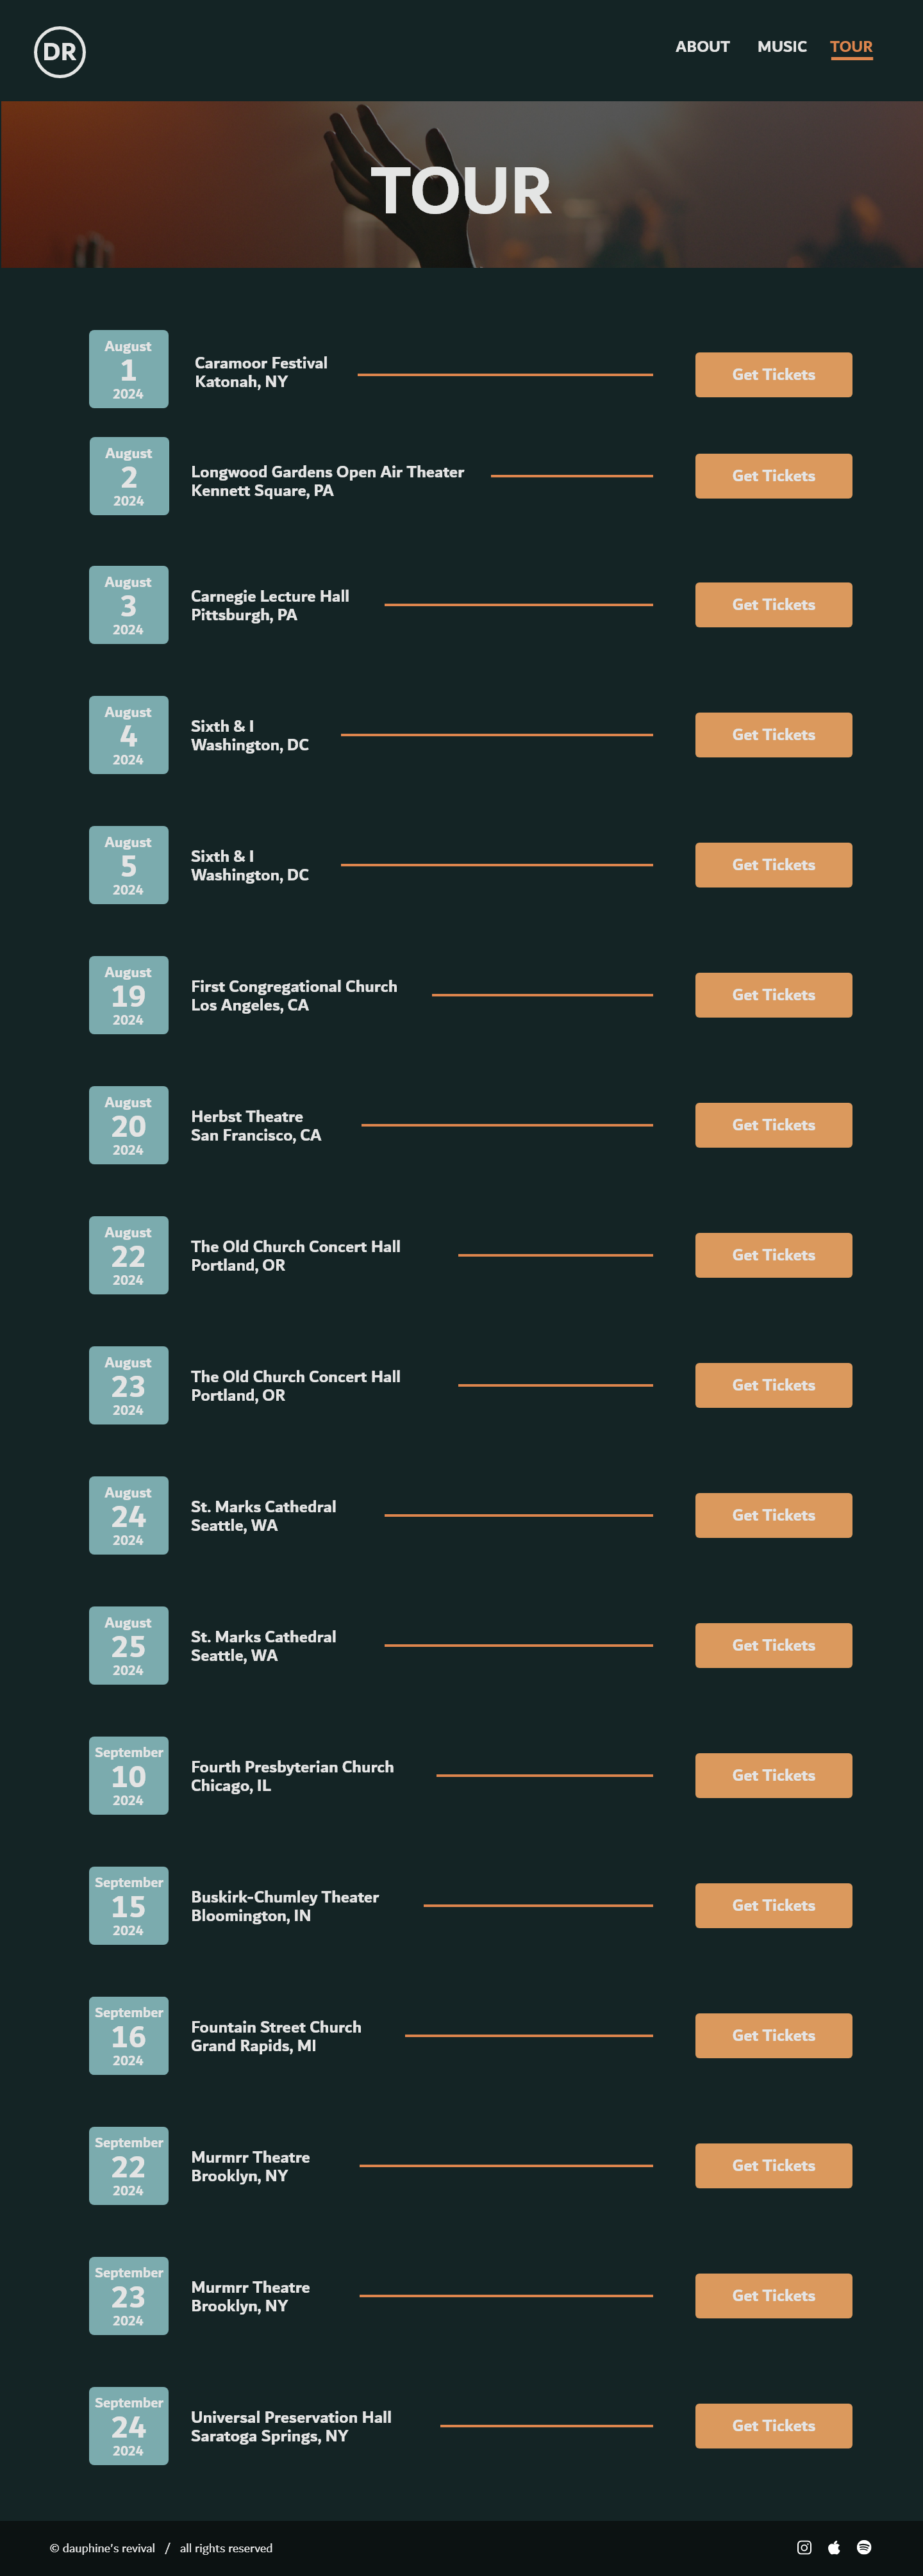 DR
ABOUT MUSIC TOUR
TOUR
August
1
2024
Caramoor Festival
Katonah, NY
Get Tickets
August
2
2024
Longwood Gardens Open Air Theater
Kennett Square, PA
Get Tickets
August
3
2024
Carnegie Lecture Hall
Pittsburgh, PA
Get Tickets
August
4
2024
Sixth & I
Washington, DC
Get Tickets
August
5
2024
Sixth & I
Washington, DC
Get Tickets
August
19
2024
First Congregational Church
Los Angeles, CA
Get Tickets
August
20
2024
Herbst Theatre
San Francisco, CA
Get Tickets
August
22
2024
The Old Church Concert Hall
Portland, OR
Get Tickets
August
23
2024
The Old Church Concert Hall
Portland, OR
Get Tickets
August
24
2024
St. Marks Cathedral
Seattle, WA
Get Tickets
August
25
2024
St. Marks Cathedral
Seattle, WA
Get Tickets
September
10
2024
Fourth Presbyterian Church
Chicago, IL
Get Tickets
September
15
2024
Buskirk-Chumley Theater
Bloomington, IN
Get Tickets
September
16
2024
Fountain Street Church
Grand Rapids, MI
Get Tickets
September
22
2024
Murmrr Theatre
Brooklyn, NY
Get Tickets
September
23
2024
Murmrr Theatre
Brooklyn, NY
Get Tickets
September
24
2024
Universal Preservation Hall
Saratoga Springs, NY
Get Tickets
© dauphine's revival / all rights reserved